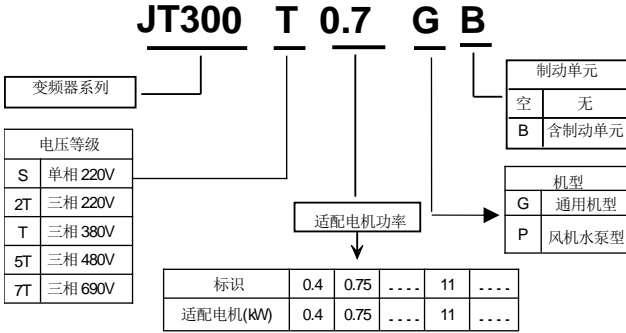 JT300 T 0.7 G B
变频器系列
电压等级
S 单相 220V
2T 三相 220V
T 三相 380V
5T 三相 480V
7T 三相 690V
适配电机功率
标识 0.4 0.75 .... 11 ....
适配电机(kW) 0.4 0.75 .... 11 ....
制动单元
空 无
B 含制动单元
机型
G 通用机型
P 风机水泵型